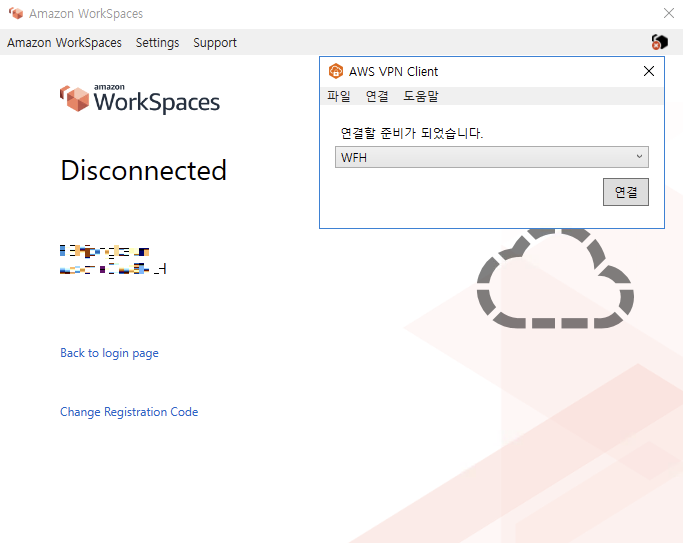 Amazon WorkSpaces
Amazon WorkSpaces Settings Support
AWS VPN Client
파일 연결 도움말
연결할 준비가 되었습니다.
WFH
연결
amazon
WorkSpaces
Disconnected
Back to login page
Change Registration Code